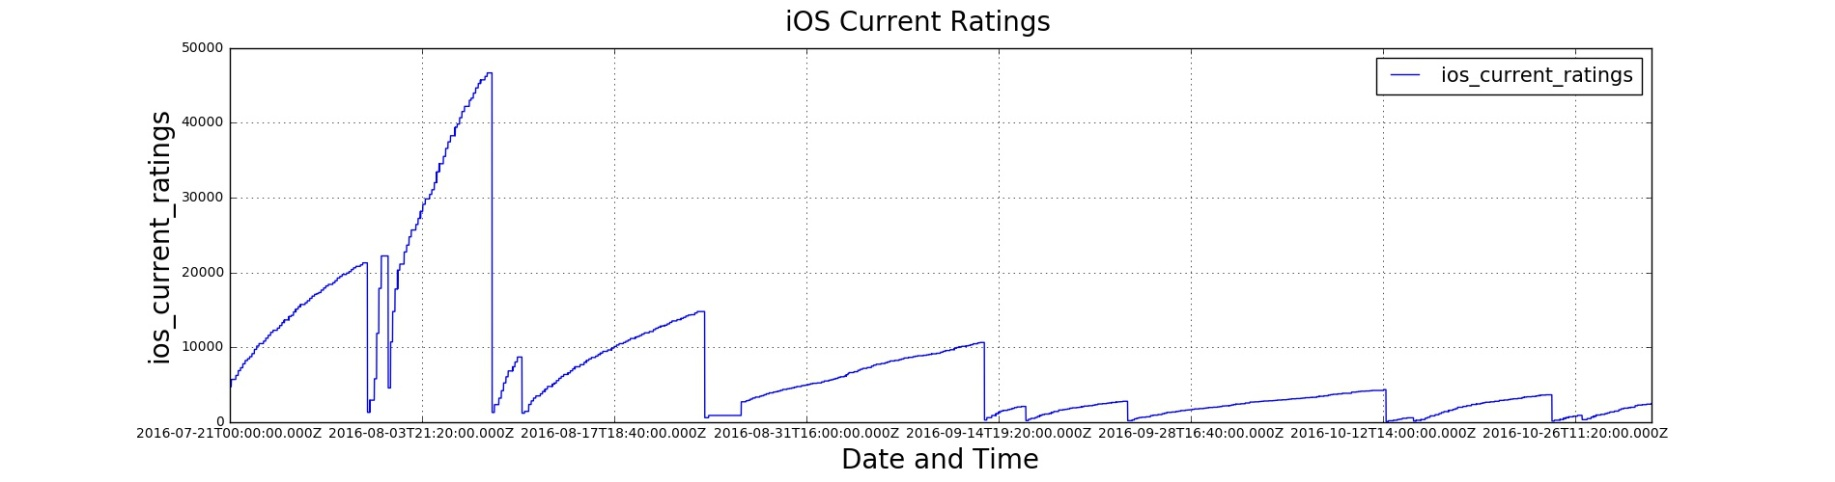 iOS Current Ratings
ios_current_ratings
50000
40000
30000
20000
10000
0
ios_current_ratings
2016-07-21T00:00:00.000Z 2016-08-03T21:20:00.000Z 2016-08-17T18:40:00.000Z 2016-08-31T16:00:00.000Z 2016-09-14T19:20:00.000Z 2016-09-28T16:40:00.000Z 2016-10-12T14:00:00.000Z 2016-10-26T11:20:00.000Z
Date and Time